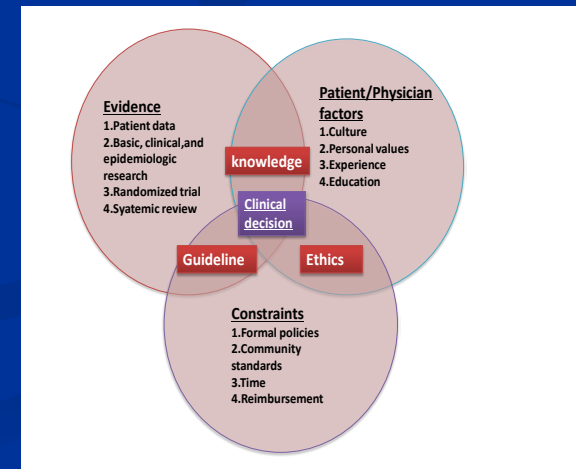 Evidence
1.Patient data
2.Basic, clinical,and
epidemiologic
research
3.Randomized trial
4.Syatemic review
Patient/Physician
factors
1.Culture
2.Personal values
3.Experience
4.Education
knowledge
Clinical
decision
Guideline
Ethics
Constraints
1.Formal policies
2.Community
standards
3.Time
4.Reimbursement